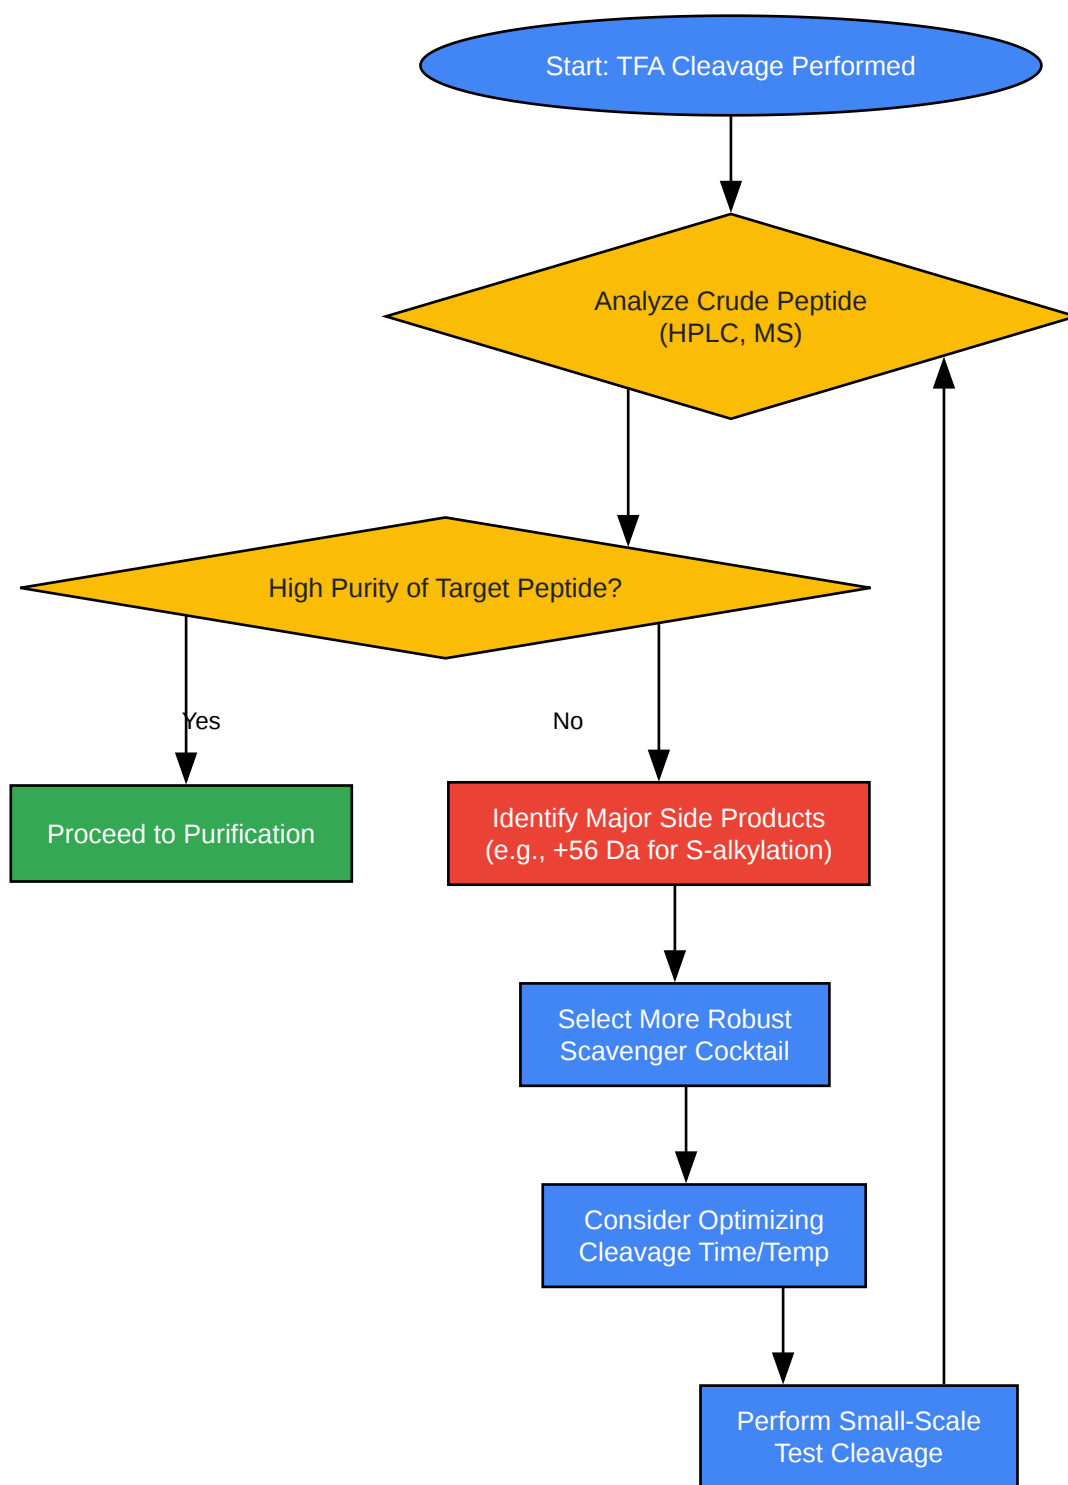 Start: TFA Cleavage Performed
Analyze Crude Peptide
(HPLC, MS)
High Purity of Target Peptide?
Yes
No
Proceed to Purification
Identify Major Side Products
(e.g., +56 Da for S-alkylation)
Select More Robust
Scavenger Cocktail
Consider Optimizing
Cleavage Time/Temp
Perform Small-Scale
Test Cleavage